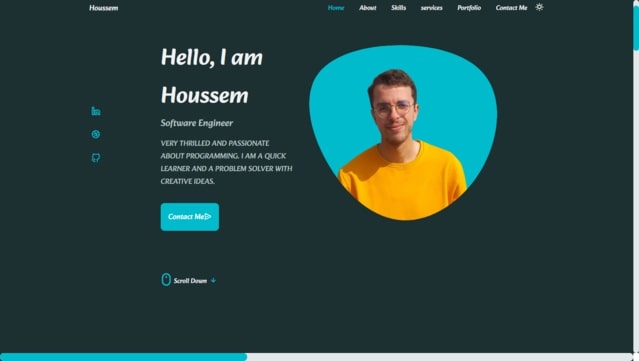 Houssem
Home About Skills services Portfolio Contact Me
Hello, I am
Houssem
Software Engineer
VERY THRILLED AND PASSIONATE
ABOUT PROGRAMMING. I AM A QUICK
LEARNER AND A PROBLEM SOLVER WITH
CREATIVE IDEAS.
Contact Me
Scroll Down